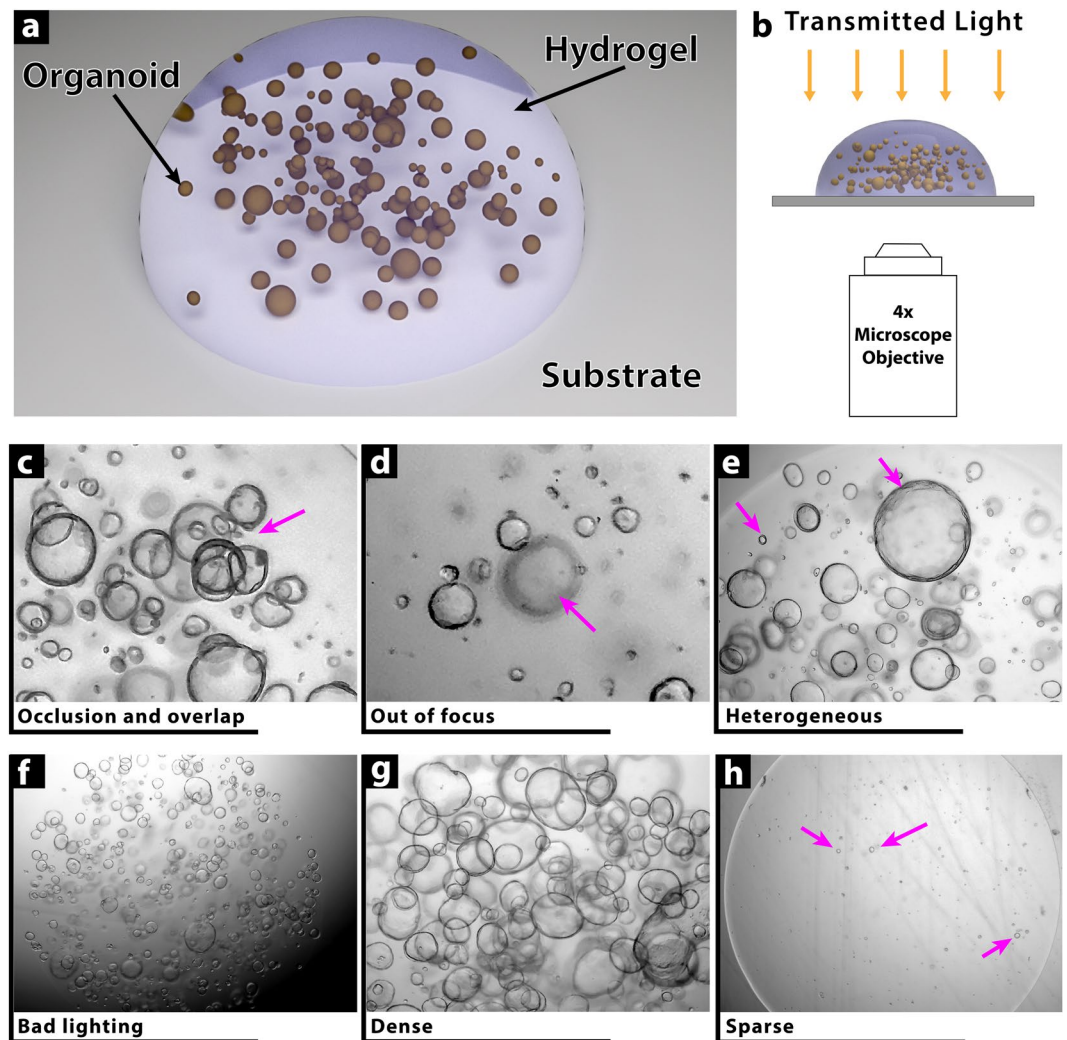 a
Organoid
Hydrogel
Substrate
b
Transmitted Light
4x
Microscope
Objective
c
Occlusion and overlap
d
Out of focus
e
Heterogeneous
f
Bad lighting
g
Dense
h
Sparse